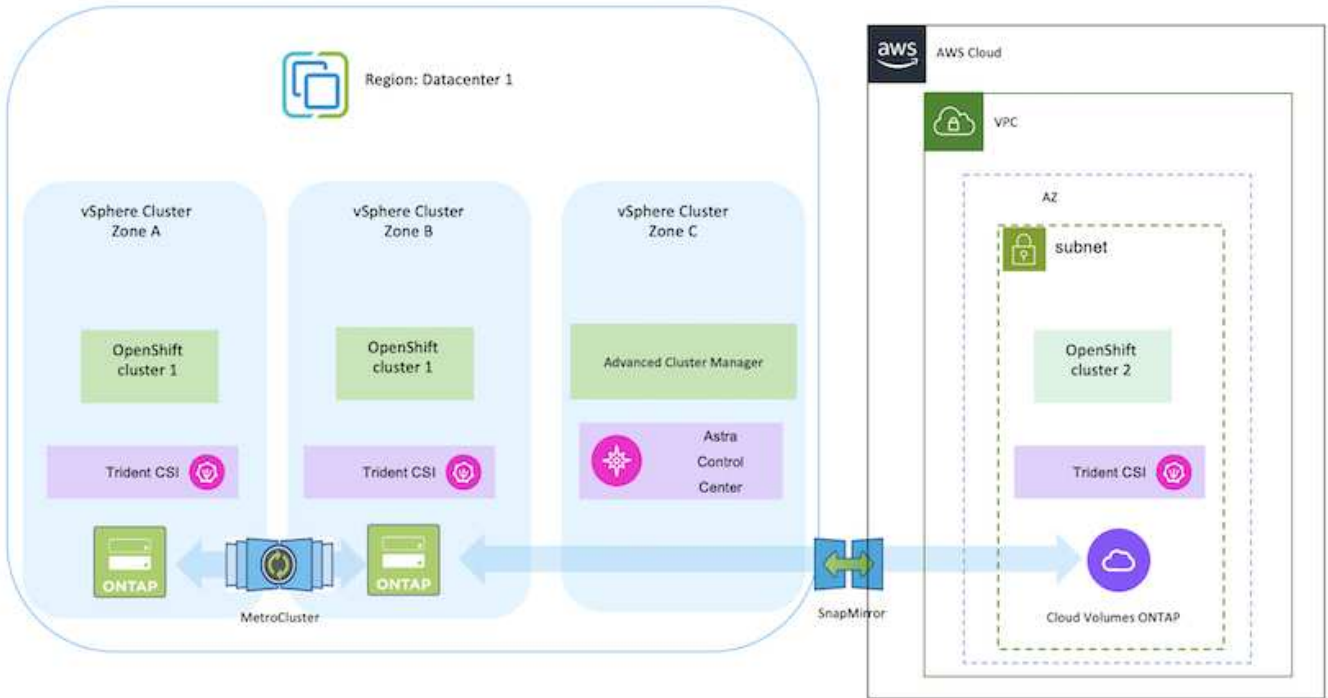 Region: Datacenter 1
aws
AWS Cloud
VPC
AZ
subnet
vSphere Cluster
Zone A
vSphere Cluster
Zone B
vSphere Cluster
Zone C
OpenShift
cluster 1
OpenShift
cluster 1
Advanced Cluster Manager
OpenShift
cluster 2
Trident CSI
Trident CSI
Astra
Control
Center
Trident CSI
ONTAP
ONTAP
MetroCluster
SnapMirror
Cloud Volumes ONTAP